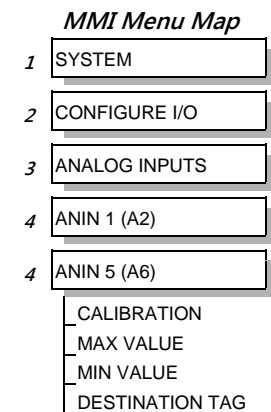 MMI Menu Map
1 SYSTEM
2 CONFIGURE I/O
3 ANALOG INPUTS
4 ANIN 1 (A2)
4 ANIN 5 (A6)
CALIBRATION
MAX VALUE
MIN VALUE
DESTINATION TAG